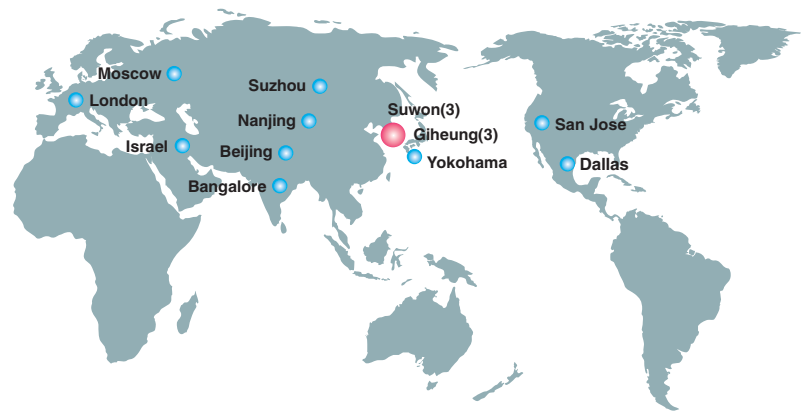 Moscow
London
Suzhou
Suwon(3)
Nanjing
Giheung(3)
San Jose
Israel
Beijing
Yokohama
Dallas
Bangalore